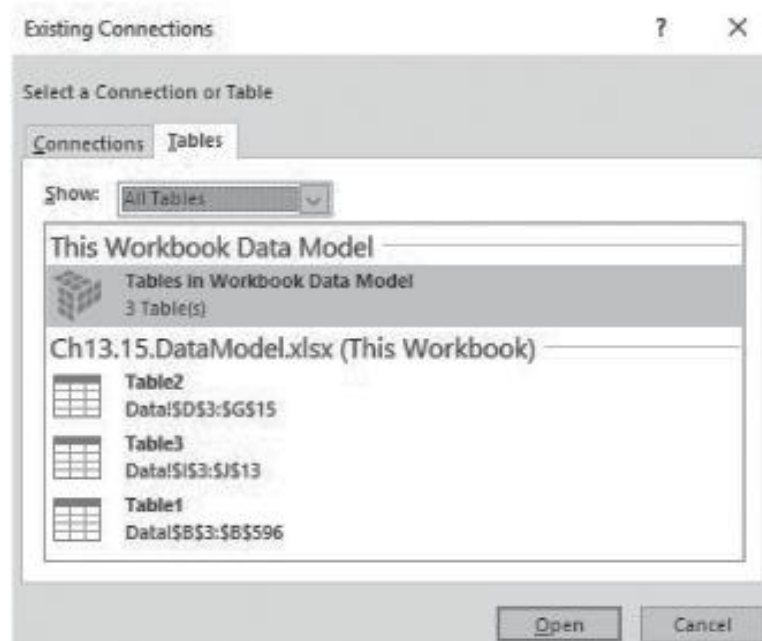 Existing Connections ? ×
Select a Connection or Table
Connections Tables
Show: All Tables
This Workbook Data Model
Tables in Workbook Data Model
3 Table(s)
Ch13.15.DataModel.xlsx (This Workbook)
Table2
Data!$D$3:$G$15
Table3
Data!$I$3:$J$13
Table1
Data!$B$3:$B$596
Open Cancel